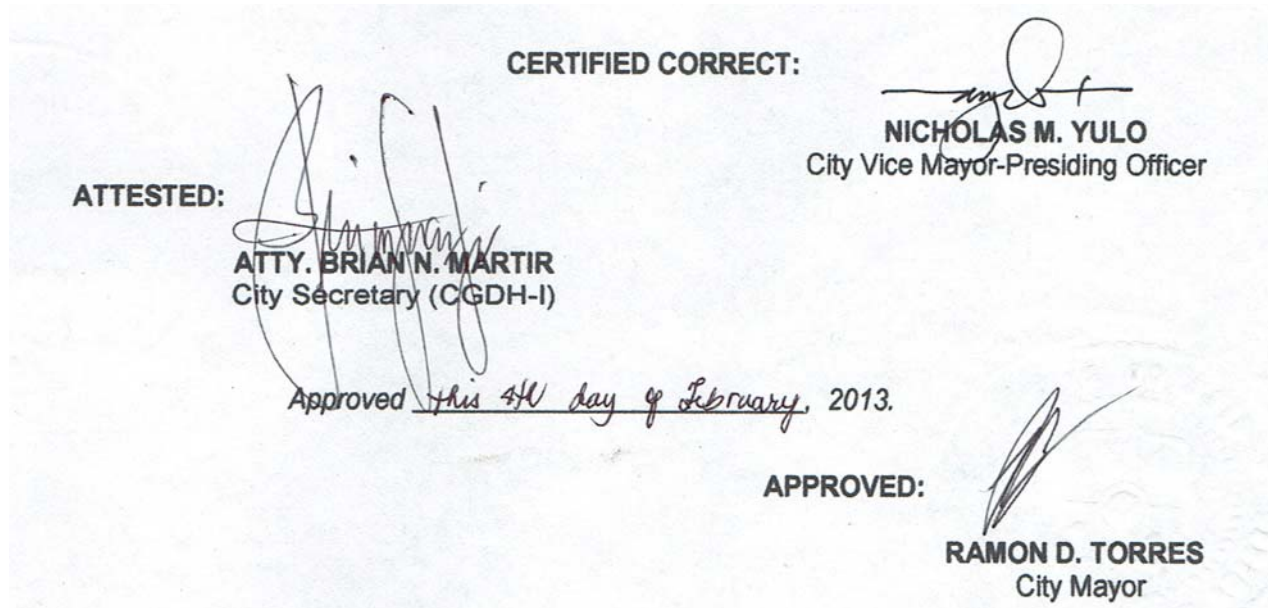 CERTIFIED CORRECT:
NICHOLAS M. YULO
City Vice Mayor-Presiding Officer
ATTESTED:
ATTY. BRIAN N. MARTIR
City Secretary (CGDH-I)
Approved this 4th day of February, 2013.
APPROVED:
RAMON D. TORRES
City Mayor